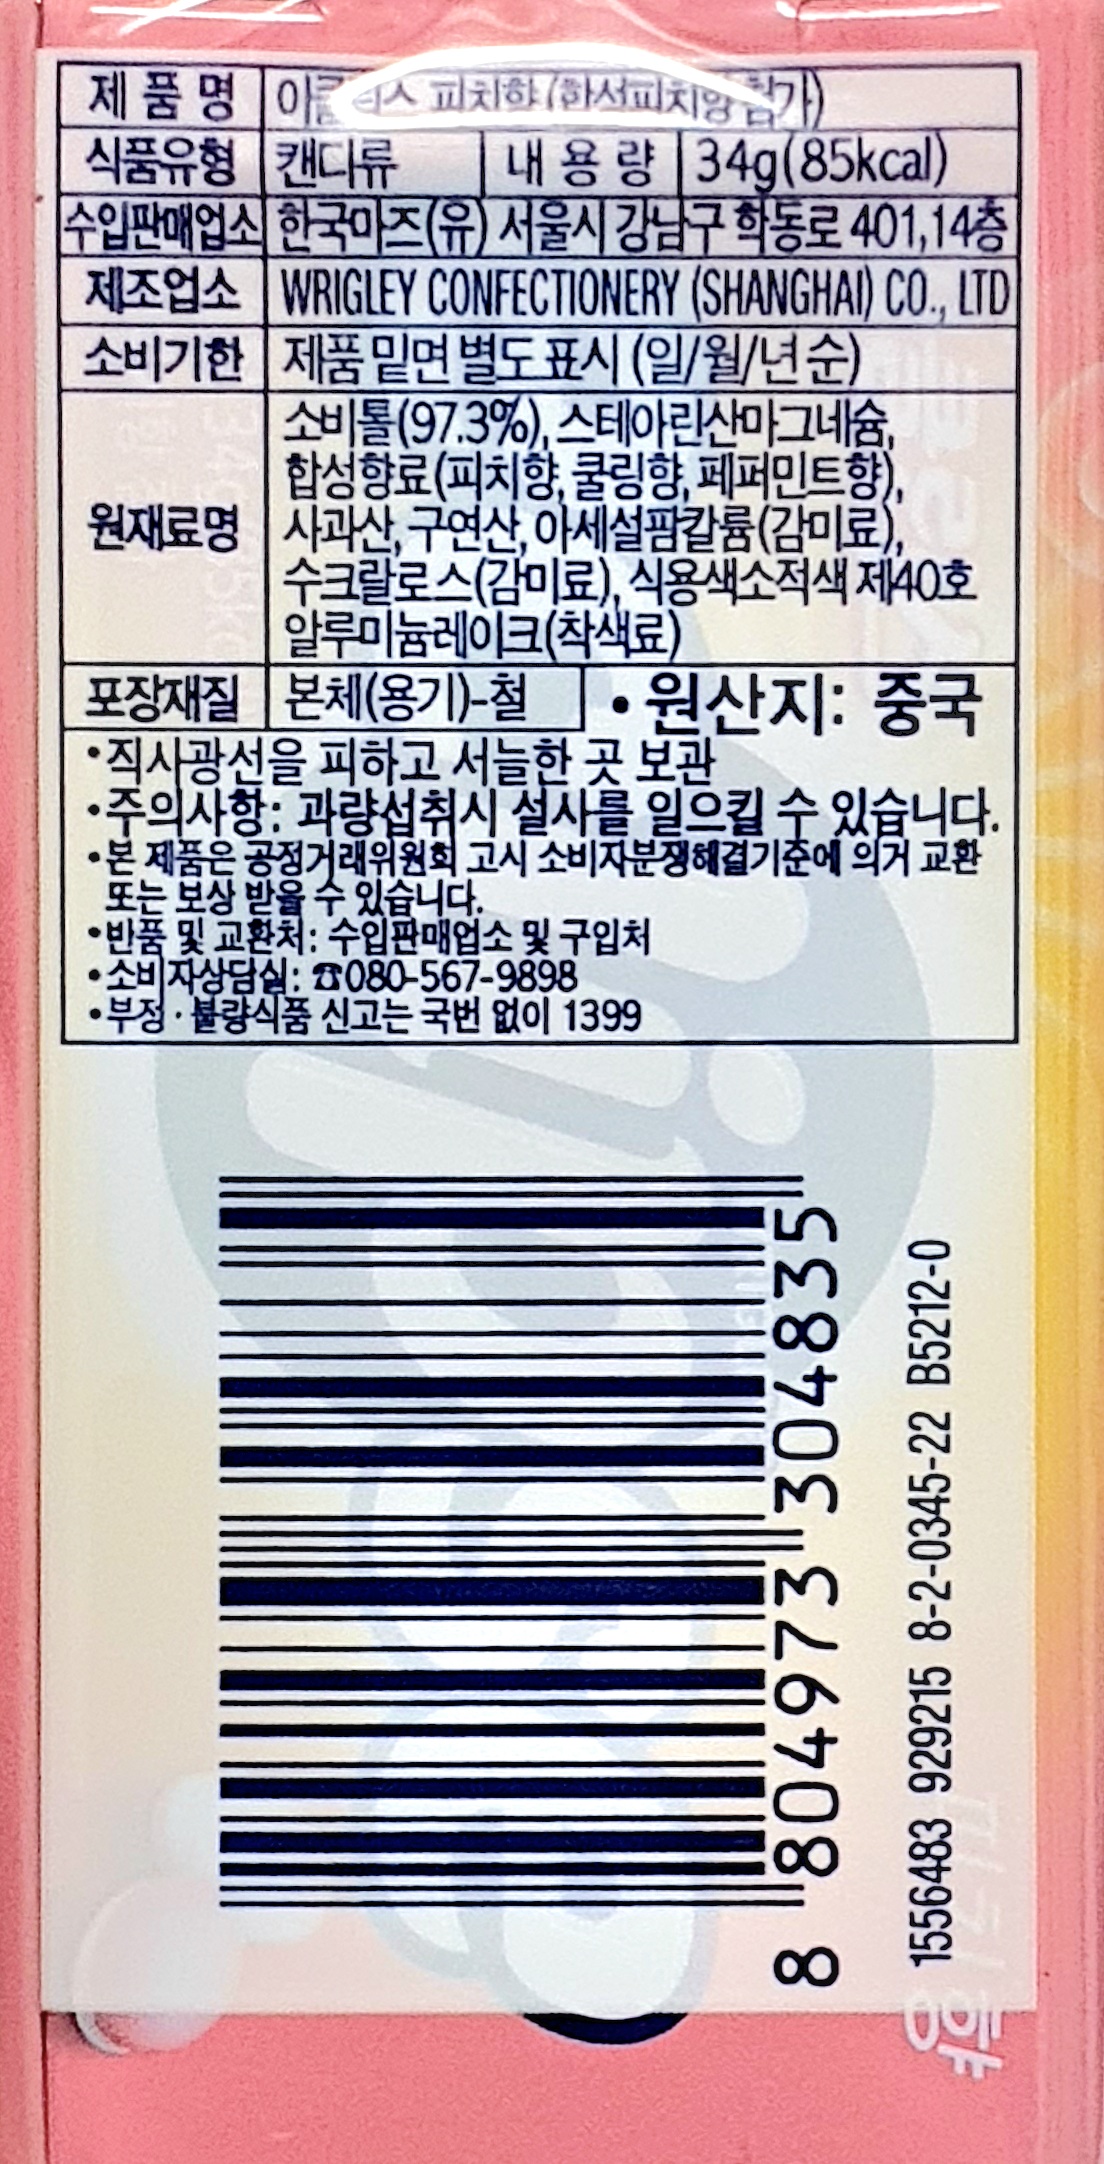 제품명 피치향(합성피치향첨가)
식품유형 캔디류 내용량 34g(85kcal)
수입판매업소 한국마즈(유) 서울시 강남구 학동로 401,14층
제조업소 WRIGLEY CONFECTIONERY (SHANGHAI) CO., LTD
소비기한 제품 밑면 별도 표시 (일/월/년 순)
원재료명
소비톨(97.3%), 스테아린산마그네슘,
합성향료(피치향, 쿨링향, 페퍼민트향),
사과산, 구연산, 아세설팜칼륨(감미료),
수크랄로스(감미료), 식용색소적색 제40호
알루미늄레이크(착색료)
포장재질 본체(용기)-철 • 원산지: 중국
•직사광선을 피하고 서늘한 곳 보관
•주의사항: 과량섭취시 설사를 일으킬 수 있습니다.
•본 제품은 공정거래위원회 고시 소비자분쟁해결기준에 의거 교환
또는 보상 받을 수 있습니다.
•반품 및 교환처: 수입판매업소 및 구입처
•소비자상담실: ☎080-567-9898
•부정·불량식품 신고는 국번 없이 1399
8 804973 304835
1556483 929215 8-2-0345-22 B5212-0